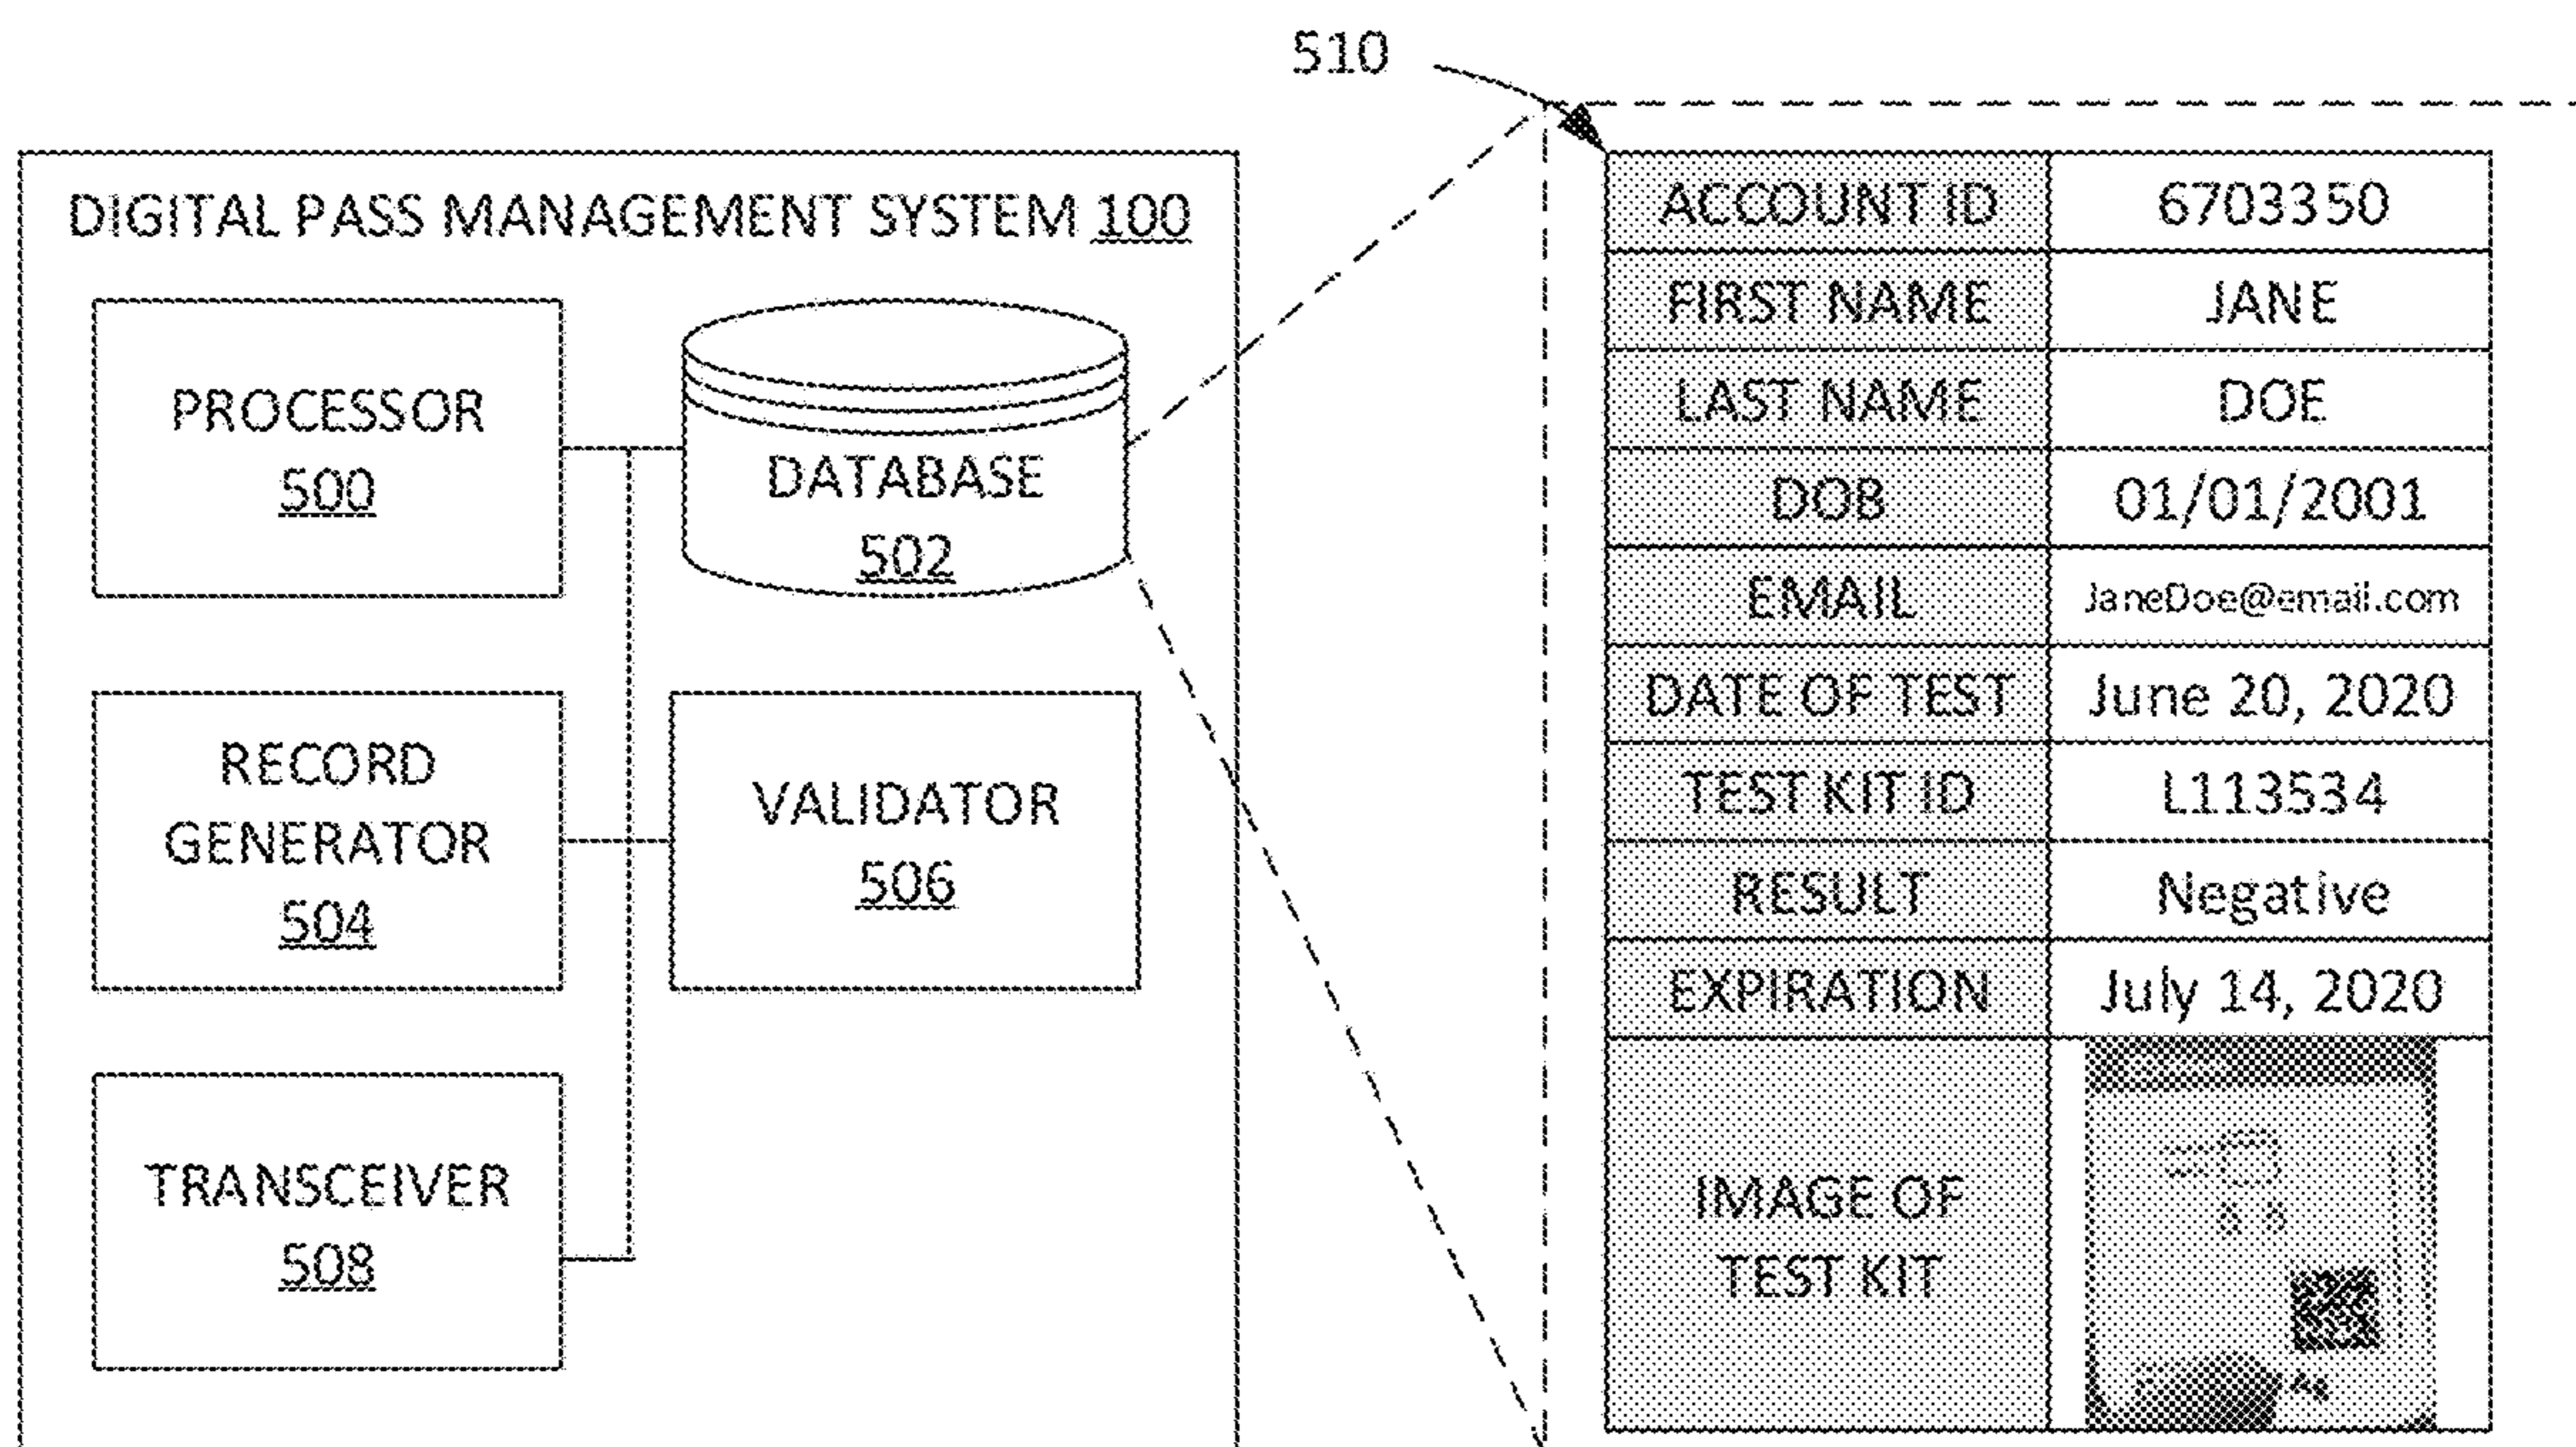 510
DIGITAL PASS MANAGEMENT SYSTEM 100
PROCESSOR
500
DATABASE
502
RECORD
GENERATOR
504
VALIDATOR
506
TRANSCEIVER
508
ACCOUNT ID 6703350
FIRST NAME JANE
LAST NAME DOE
DOB 01/01/2001
EMAIL JaneDoe@email.com
DATE OF TEST June 20, 2020
TEST KIT ID L113534
RESULT Negative
EXPIRATION July 14, 2020
IMAGE OF
TEST KIT